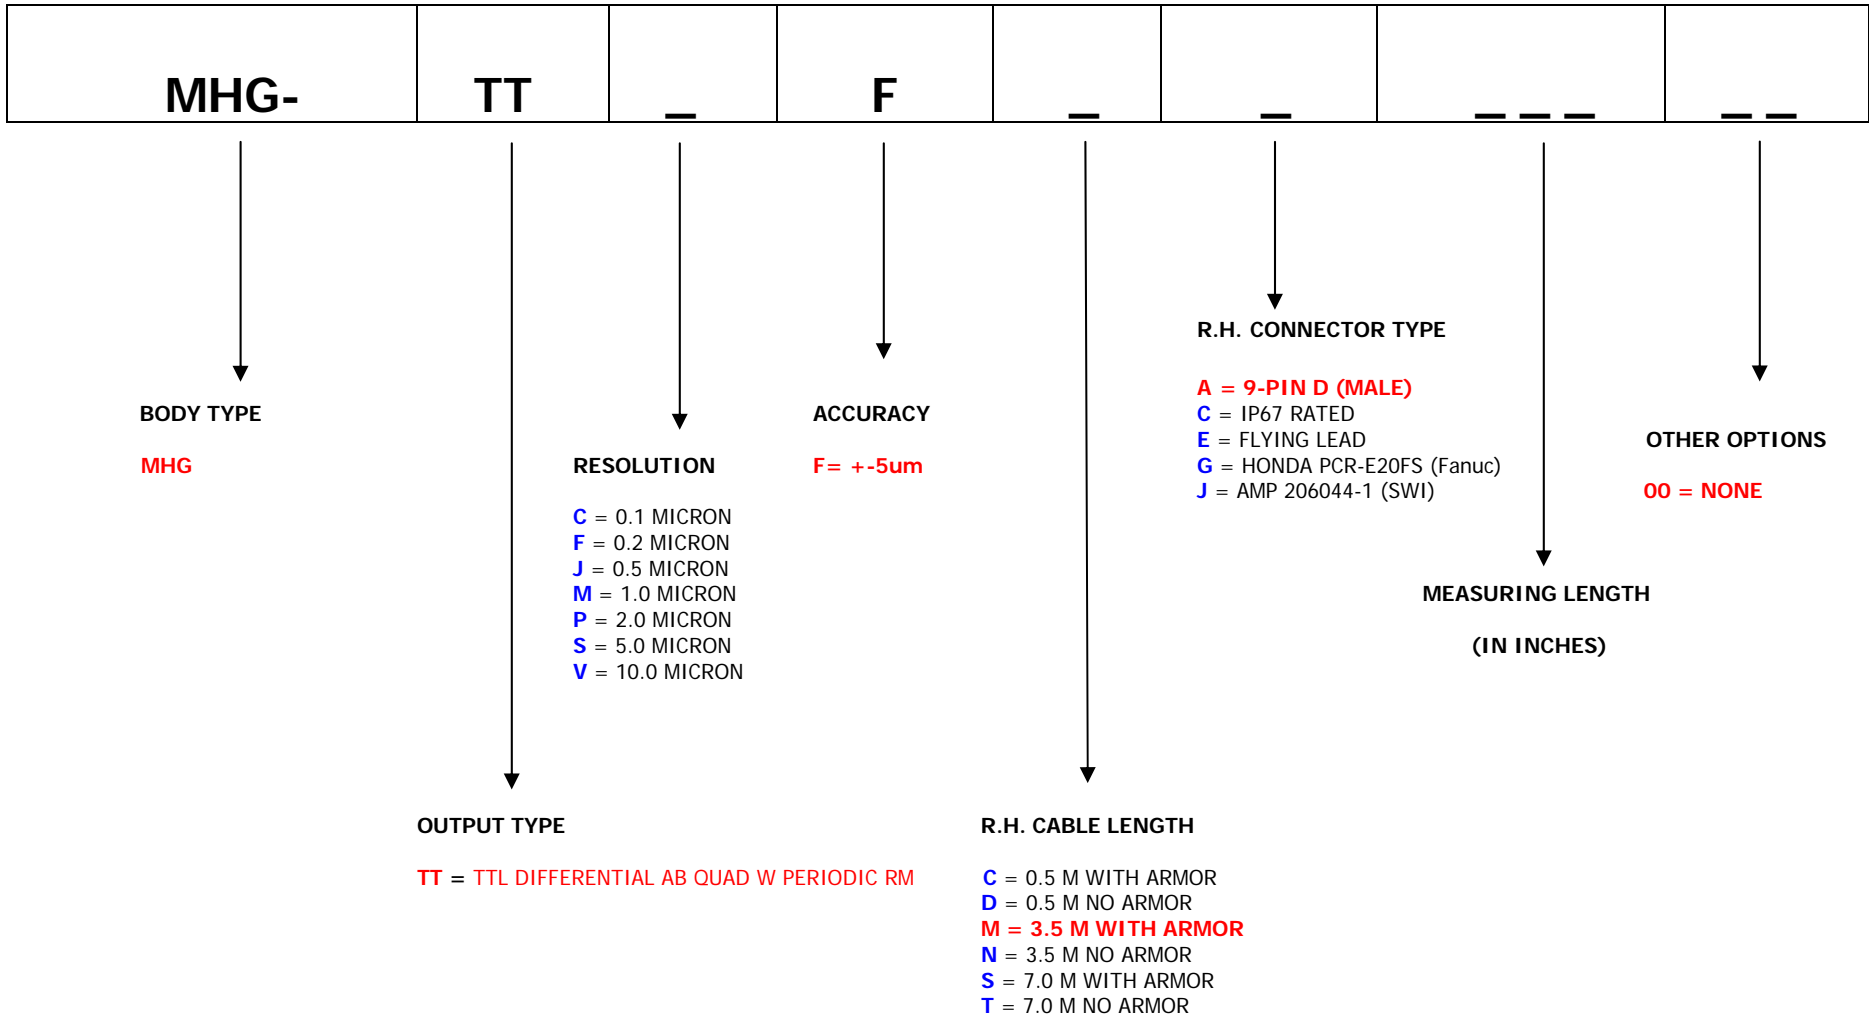 MHG- TT _ F _ _ _ _ _ _ _
BODY TYPE
MHG
OUTPUT TYPE
TT = TTL DIFFERENTIAL AB QUAD W PERIODIC RM
RESOLUTION
C = 0.1 MICRON
F = 0.2 MICRON
J = 0.5 MICRON
M = 1.0 MICRON
P = 2.0 MICRON
S = 5.0 MICRON
V = 10.0 MICRON
ACCURACY
F= +-5um
R.H. CABLE LENGTH
C = 0.5 M WITH ARMOR
D = 0.5 M NO ARMOR
M = 3.5 M WITH ARMOR
N = 3.5 M NO ARMOR
S = 7.0 M WITH ARMOR
T = 7.0 M NO ARMOR
R.H. CONNECTOR TYPE
A = 9-PIN D (MALE)
C = IP67 RATED
E = FLYING LEAD
G = HONDA PCR-E20FS (Fanuc)
J = AMP 206044-1 (SWI)
MEASURING LENGTH
(IN INCHES)
OTHER OPTIONS
00 = NONE